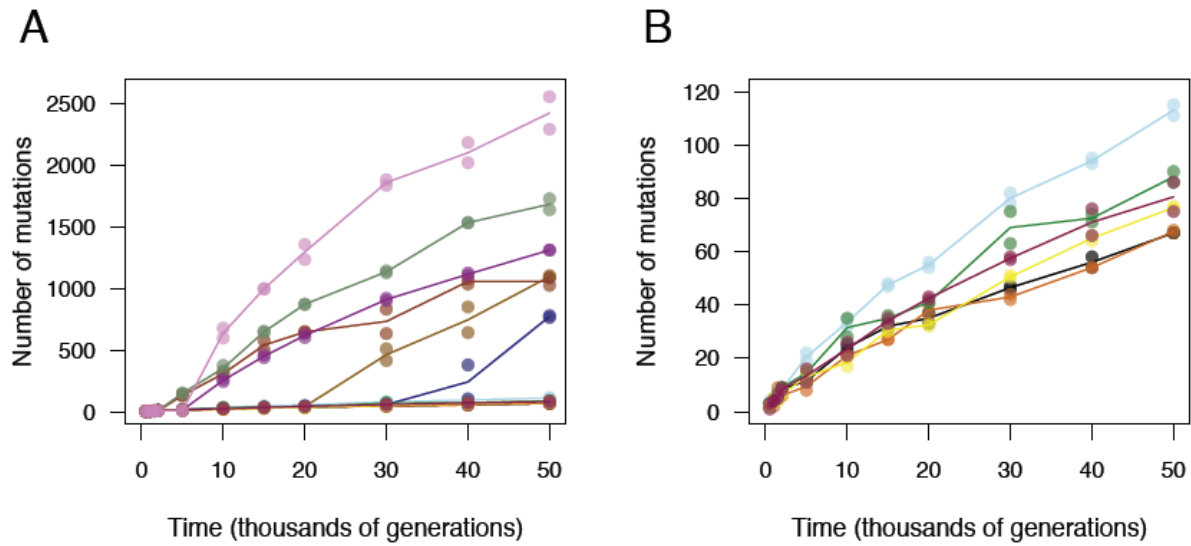 A
Number of mutations
2500
2000
1500
1000
500
0
0 10 20 30 40 50
Time (thousands of generations)
B
Number of mutations
120
100
80
60
40
20
0
0 10 20 30 40 50
Time (thousands of generations)